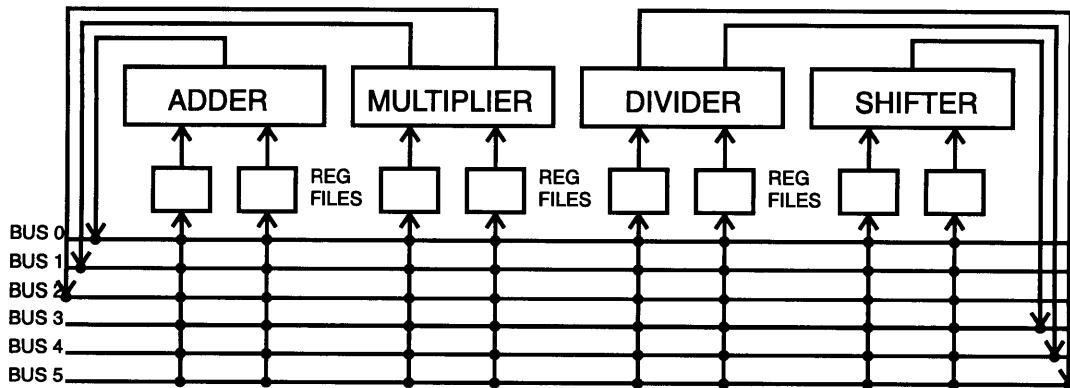 ADDER
MULTIPLIER
DIVIDER
SHIFTER
REG
FILES
REG
FILES
REG
FILES
BUS 0
BUS 1
BUS 2
BUS 3
BUS 4
BUS 5